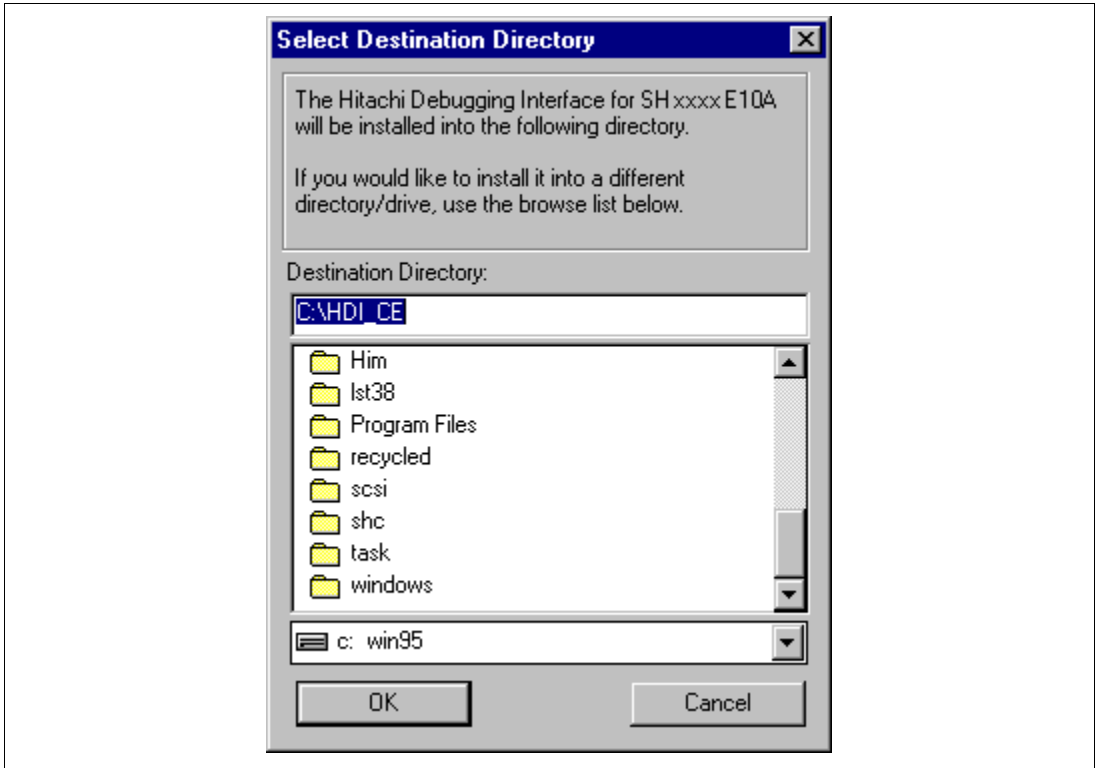 Select Destination Directory
The Hitachi Debugging Interface for SH xxxx E10A
will be installed into the following directory.
If you would like to install it into a different
directory/drive, use the browse list below.
Destination Directory:
C:\HDI_CE
Him
lst38
Program Files
recycled
scsi
shc
task
windows
c: win95
OK
Cancel